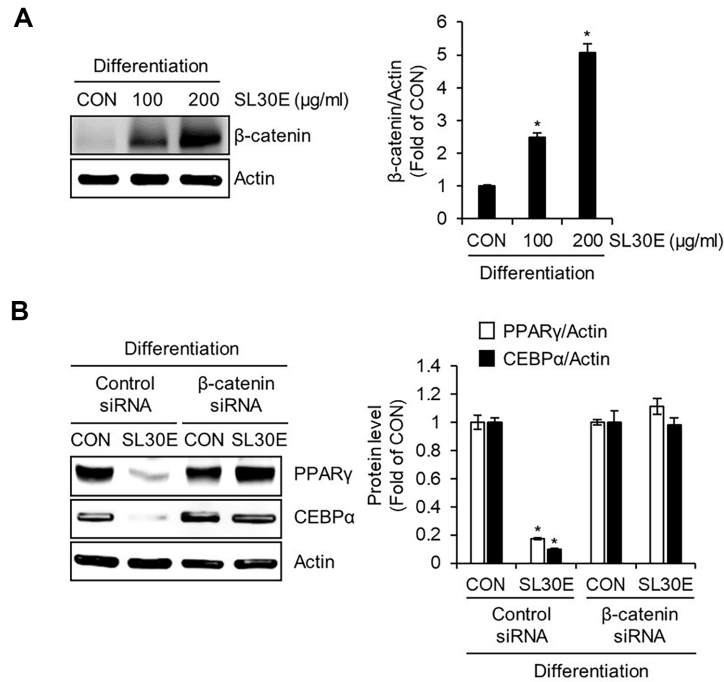 A
Differentiation
CON 100 200 SL30E (μg/ml)
β-catenin
Actin
β-catenin/Actin
(Fold of CON)
6
5
4
3
2
1
0
*
*
CON 100 200 SL30E (μg/ml)
Differentiation
B
Differentiation
Control
siRNA
β-catenin
siRNA
CON SL30E CON SL30E
PPARγ
CEBPα
Actin
PPARγ/Actin
CEBPα/Actin
Protein level
(Fold of CON)
1.4
1.2
1
0.8
0.6
0.4
0.2
0
* *
CON SL30E CON SL30E
Control
siRNA
β-catenin
siRNA
Differentiation